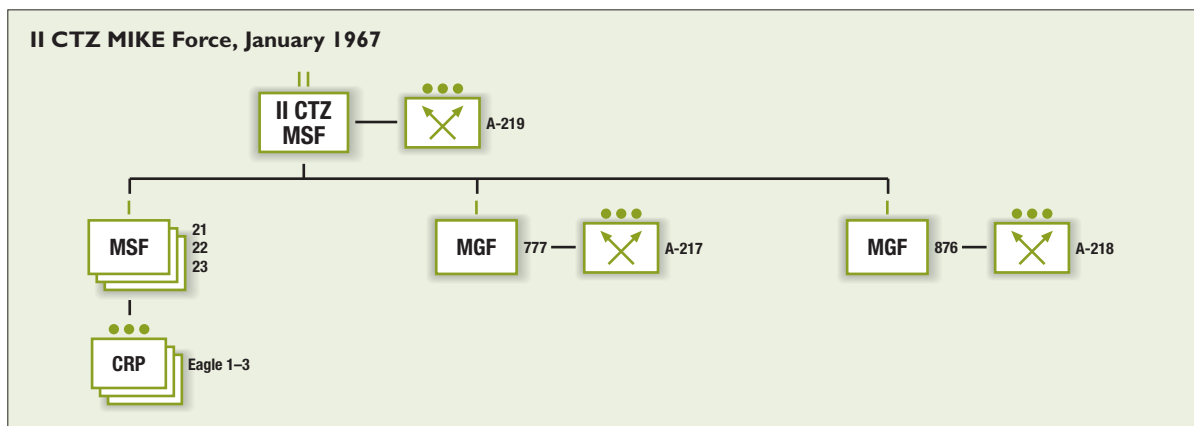 II CTZ MIKE Force, January 1967
II CTZ
MSF
A-219
MSF
21
22
23
MGF
777
A-217
MGF
876
A-218
CRP
Eagle 1–3